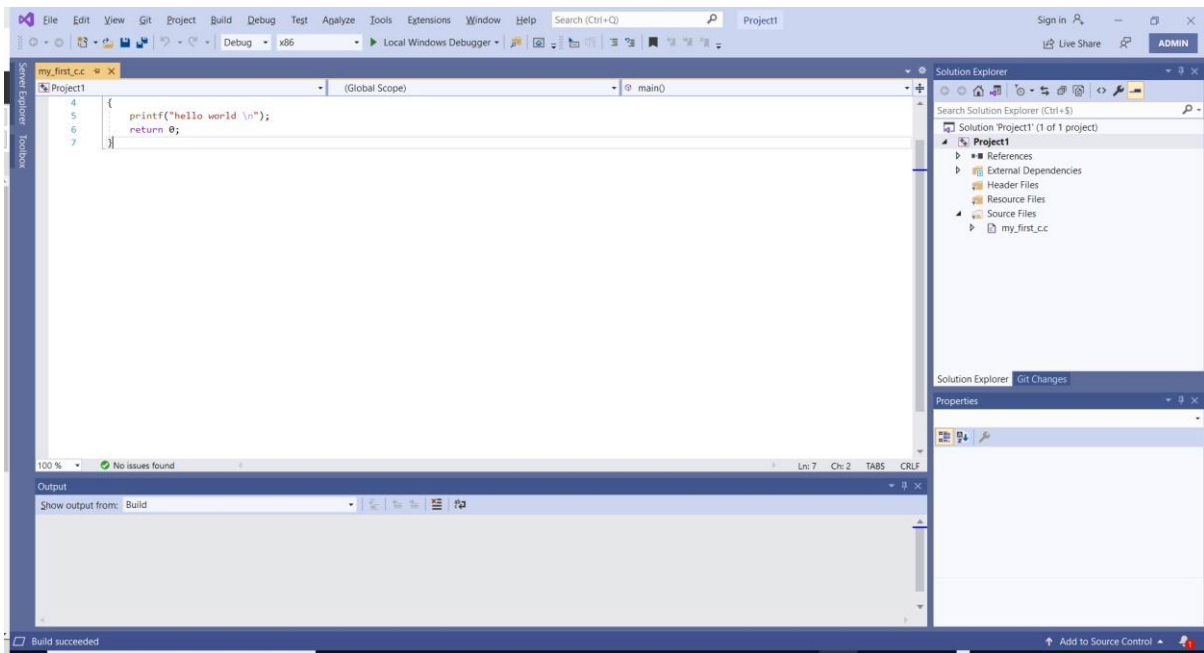 File Edit View Git Project Build Debug Test Analyze Tools Extensions Window Help Search (Ctrl+Q) Project1 Sign in
Debug x86 Local Windows Debugger Live Share ADMIN
Server Explorer
Toolbox
my_first_c.c
Project1 (Global Scope) main()
4 {
5 printf("hello world \n");
6 return 0;
7 }
100 % No issues found Ln: 7 Ch: 2 TABS CRLF
Output
Show output from: Build
Solution Explorer
Search Solution Explorer (Ctrl+$)
Solution 'Project1' (1 of 1 project)
Project1
References
External Dependencies
Header Files
Resource Files
Source Files
my_first_c.c
Solution Explorer Git Changes
Properties
Build succeeded Add to Source Control